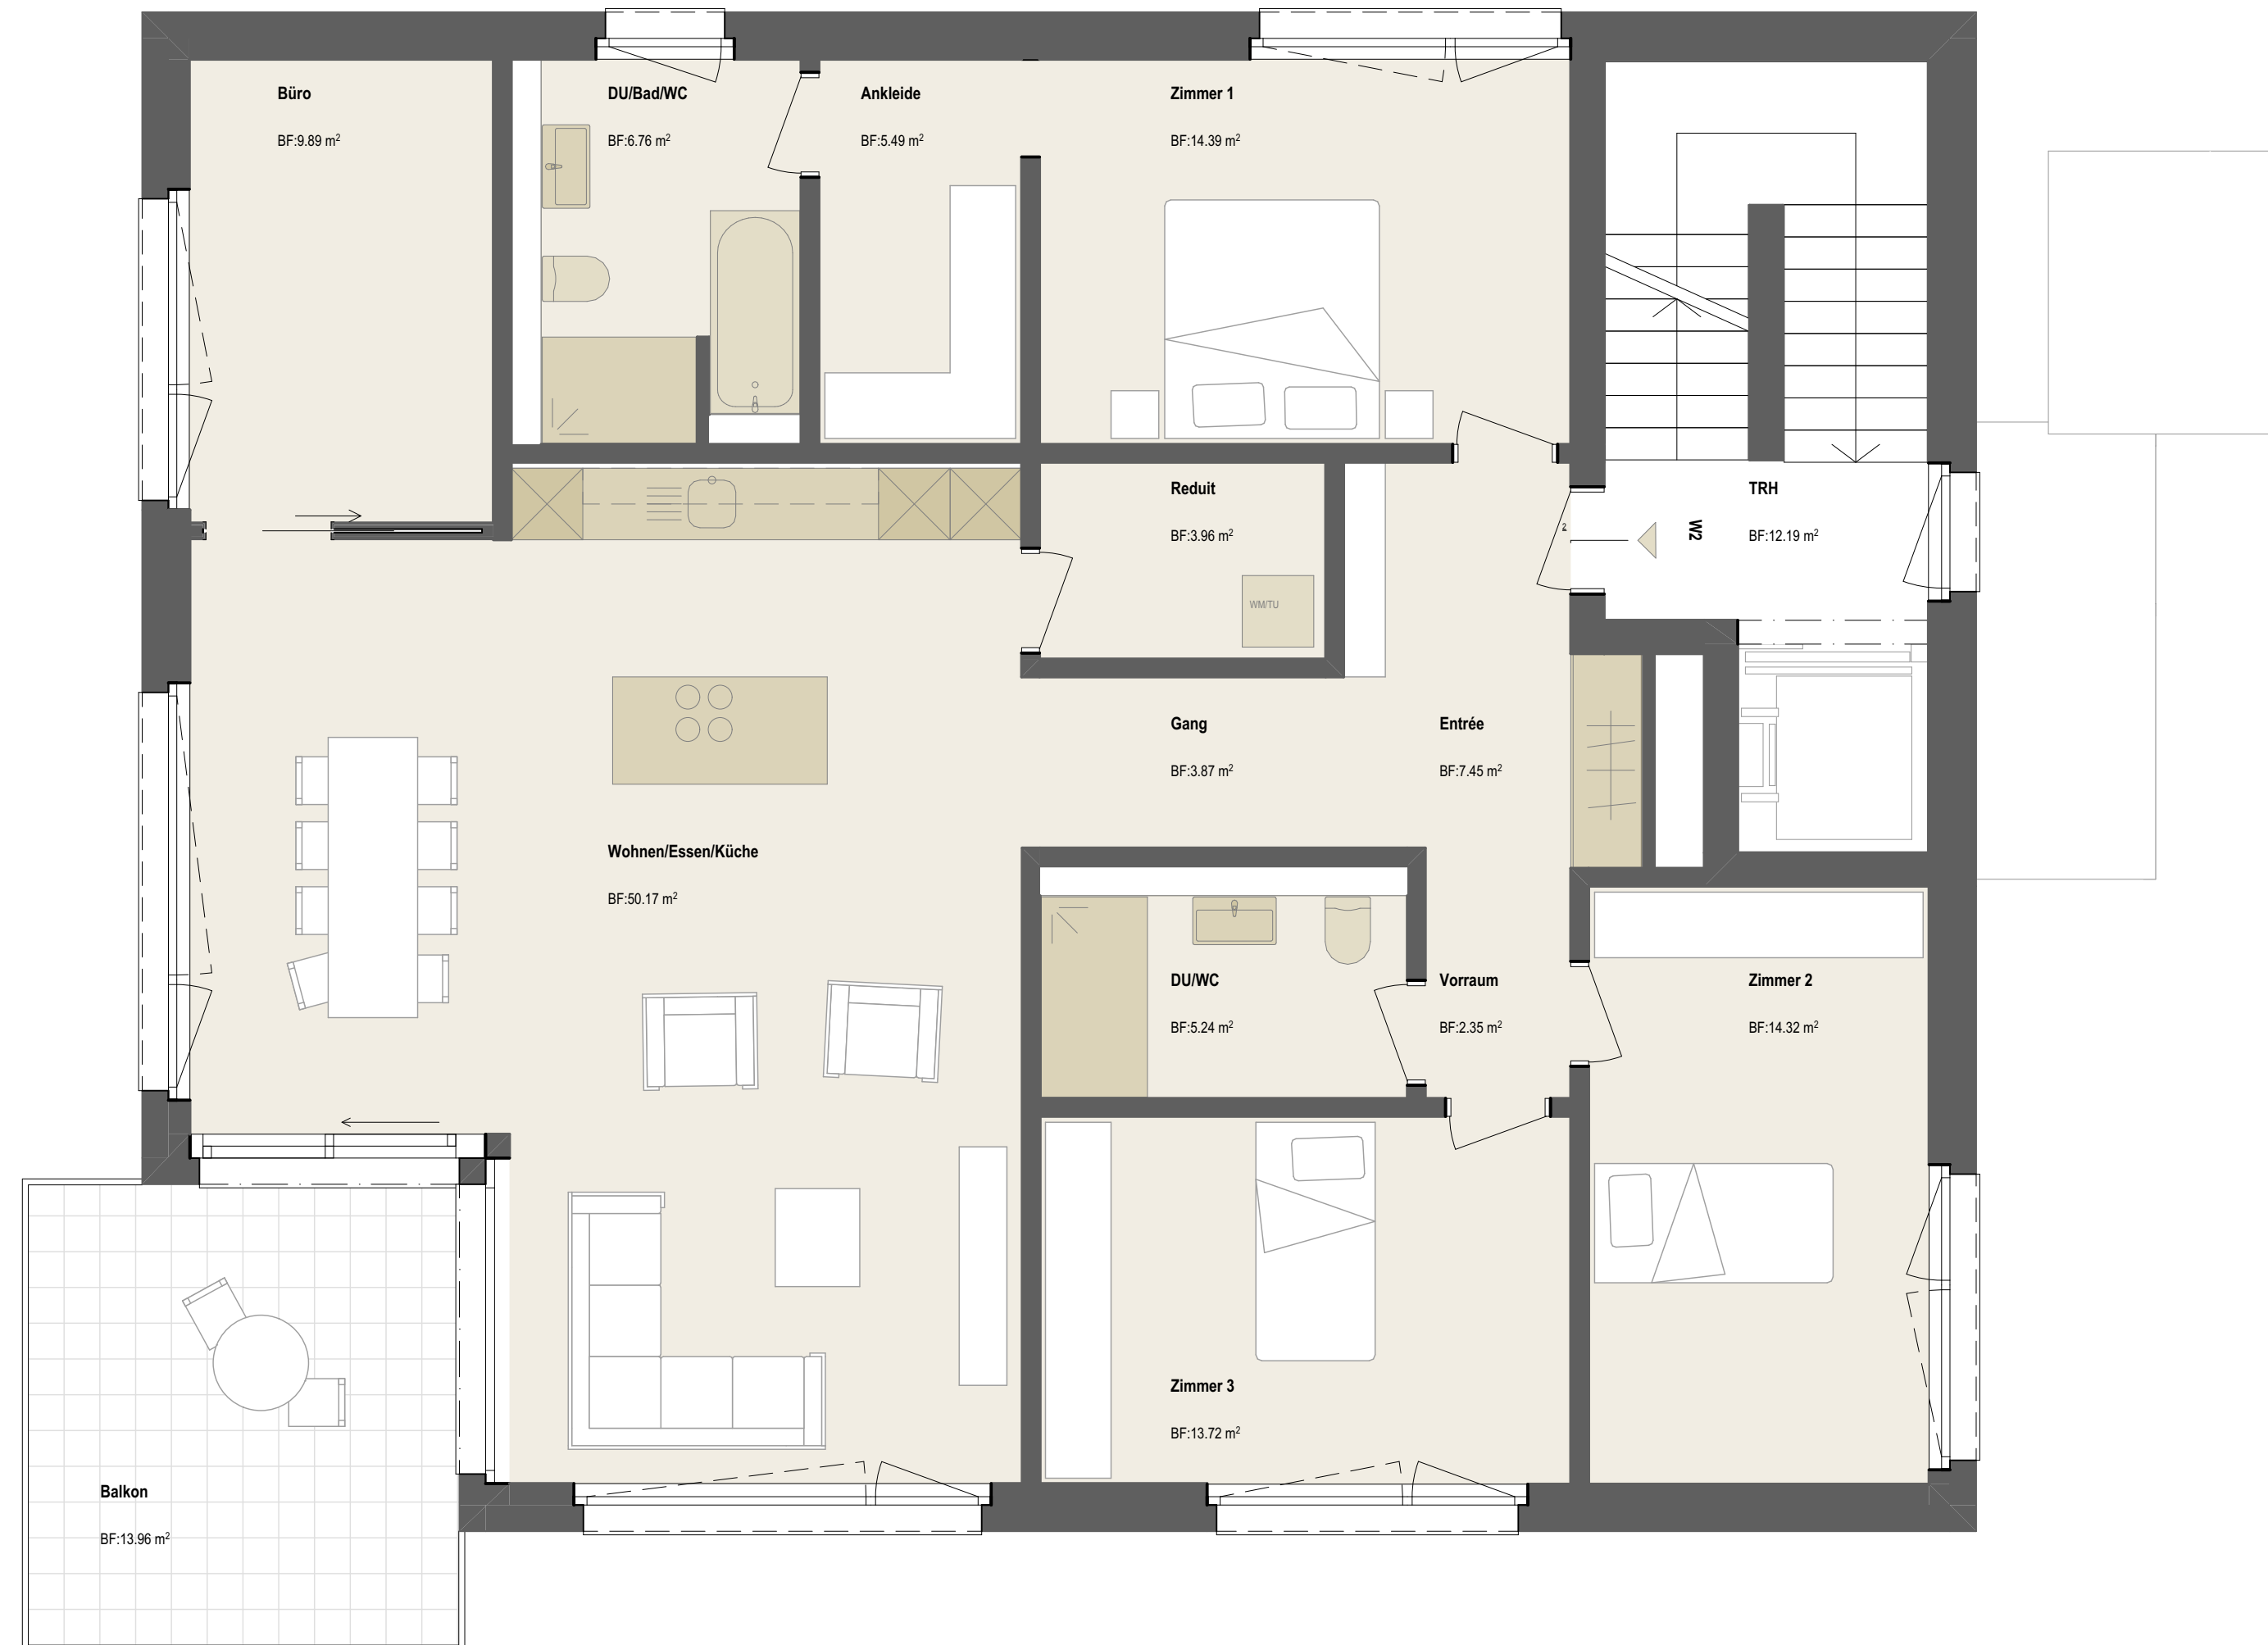 Büro
BF:9.89 m²
DU/Bad/WC
BF:6.76 m²
Ankleide
BF:5.49 m²
Zimmer 1
BF:14.39 m²
Reduit
BF:3.96 m²
WM/TU
2
W2
TRH
BF:12.19 m²
Gang
BF:3.87 m²
Entrée
BF:7.45 m²
Wohnen/Essen/Küche
BF:50.17 m²
DU/WC
BF:5.24 m²
Vorraum
BF:2.35 m²
Zimmer 2
BF:14.32 m²
Zimmer 3
BF:13.72 m²
Balkon
BF:13.96 m²